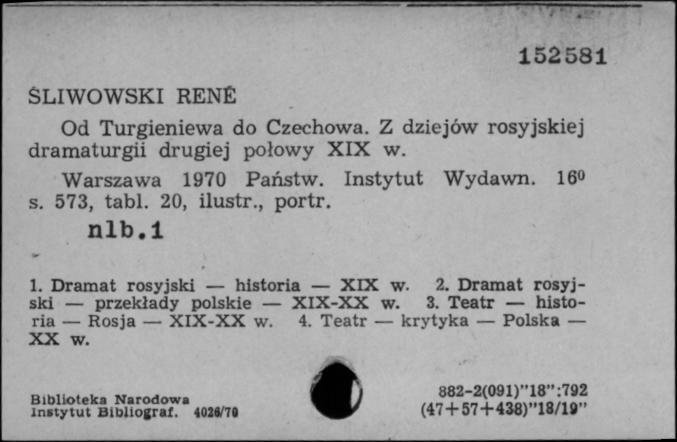 152581
ŚLIWOWSKI RENÉ
Od Turgieniewa do Czechowa. Z dziejów rosyjskiej
dramaturgii drugiej połowy XIX w.
Warszawa 1970 Państw. Instytut Wydawn. 16⁰
s. 573, tabl. 20, ilustr., portr.
nlb.1
1. Dramat rosyjski — historia — XIX w. 2. Dramat rosyj-
ski — przekłady polskie — XIX-XX w. 3. Teatr — histo-
ria — Rosja — XIX-XX w. 4. Teatr — krytyka — Polska —
XX w.
882-2(091)"18":792
Biblioteka Narodowa
Instytut Bibliograf. 4026/70 (47+57+438)"18/19"